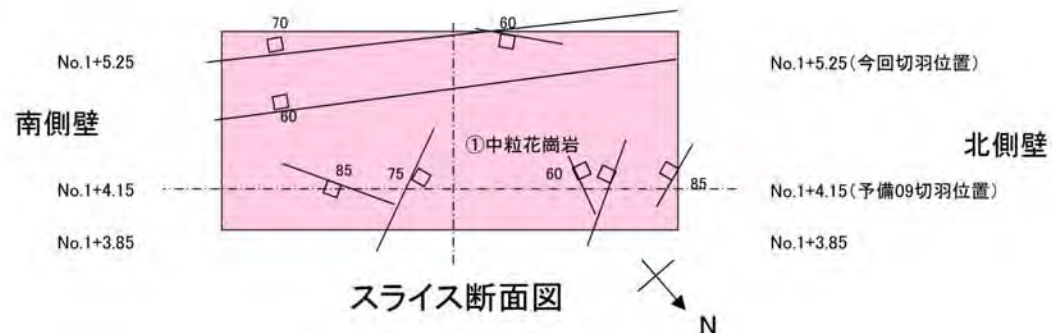 70
60
No.1+5.25
No.1+5.25(今回切羽位置)
60
南側壁
①中粒花崗岩
北側壁
85
75
60
85
No.1+4.15
No.1+4.15(予備09切羽位置)
No.1+3.85
No.1+3.85
スライス断面図
N